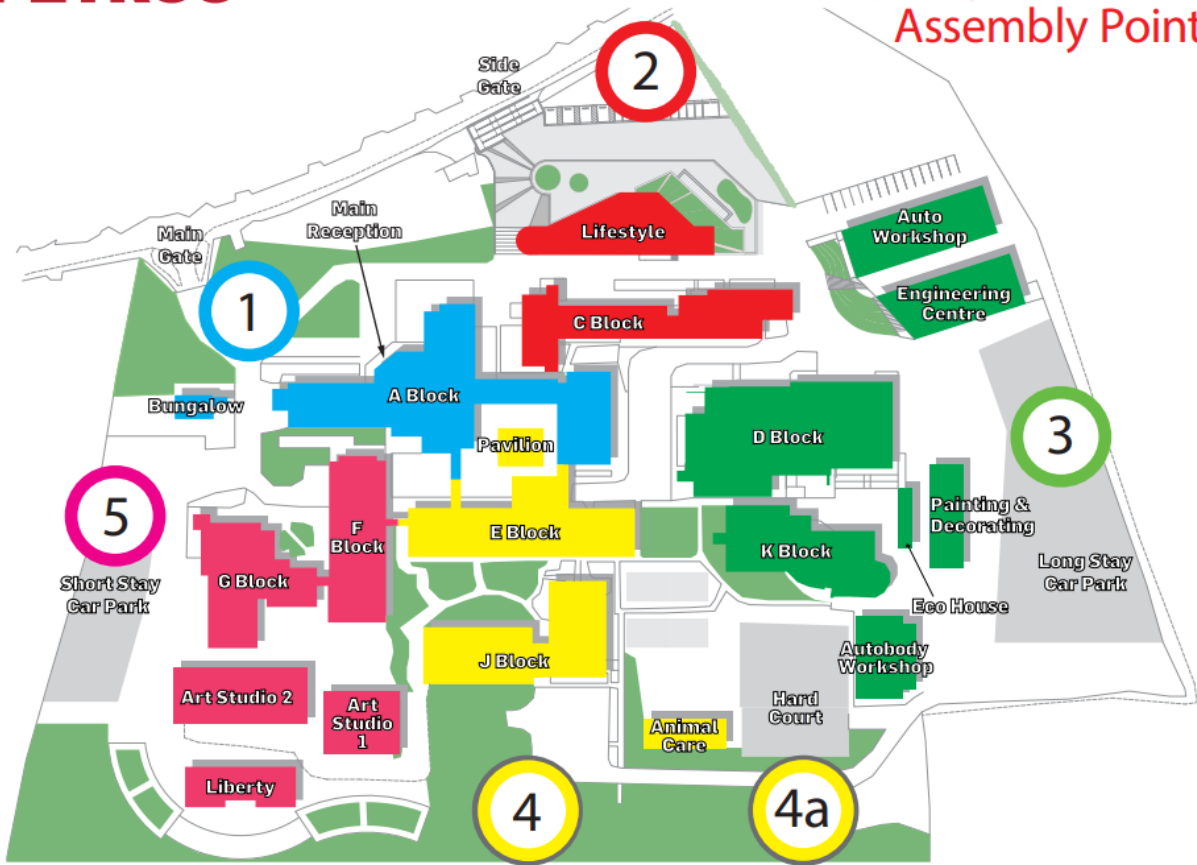 Assembly Point
Side
Gate
2
Main
Reception
Lifestyle
Auto
Workshop
Main
Gate
1
Engineering
Centre
C Block
A Block
Bungalow
Pavilion
D Block
3
5
F
Block
E Block
Painting &
Decorating
K Block
G Block
Short Stay
Car Park
Long Stay
Car Park
Eco House
J Block
Autobody
Workshop
Art Studio 2
Art
Studio
1
Hard
Court
Animal
Care
Liberty
4
4a